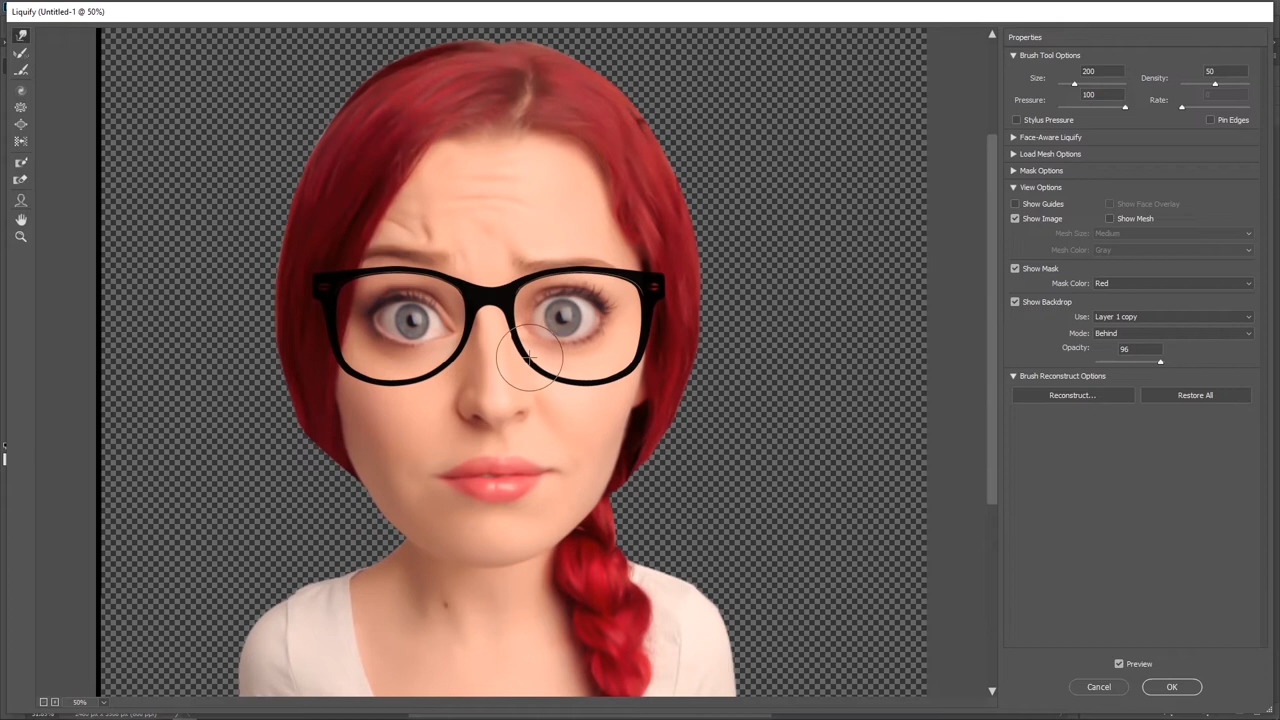 Liquify (Untitled-1 @ 50%)
Properties
Brush Tool Options
Size: 200 Density: 50
Pressure: 100 Rate: 0
Stylus Pressure Pin Edges
Face-Aware Liquify
Load Mesh Options
Mask Options
View Options
Show Guides Show Face Overlay
Show Image Show Mesh
Mesh Size: Medium
Mesh Color: Gray
Show Mask
Mask Color: Red
Show Backdrop
Use: Layer 1 copy
Mode: Behind
Opacity: 96
Brush Reconstruct Options
Reconstruct... Restore All
Preview
Cancel OK
50%